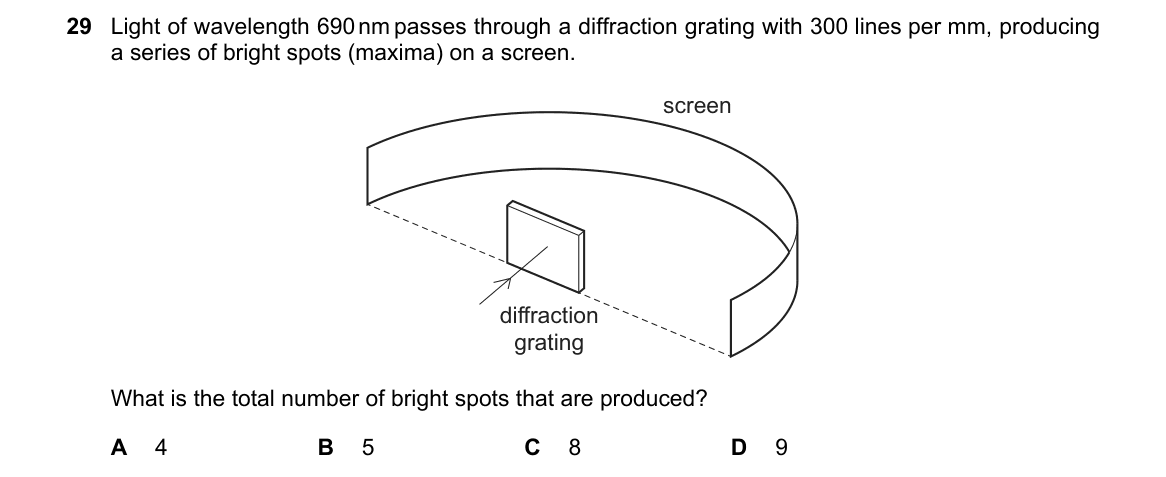 29 Light of wavelength 690 nm passes through a diffraction grating with 300 lines per mm, producing
a series of bright spots (maxima) on a screen.
screen
diffraction
grating
What is the total number of bright spots that are produced?
A 4 B 5 C 8 D 9